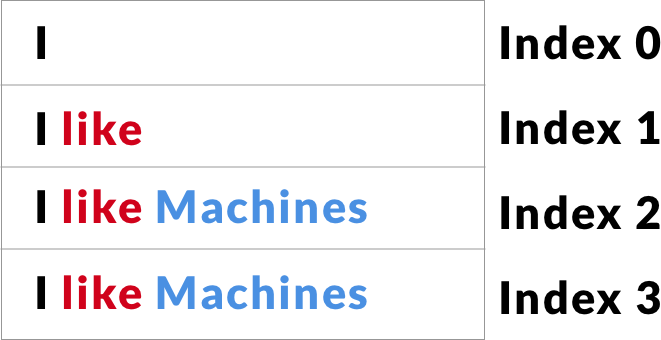 I Index 0
I like Index 1
I like Machines Index 2
I like Machines Index 3